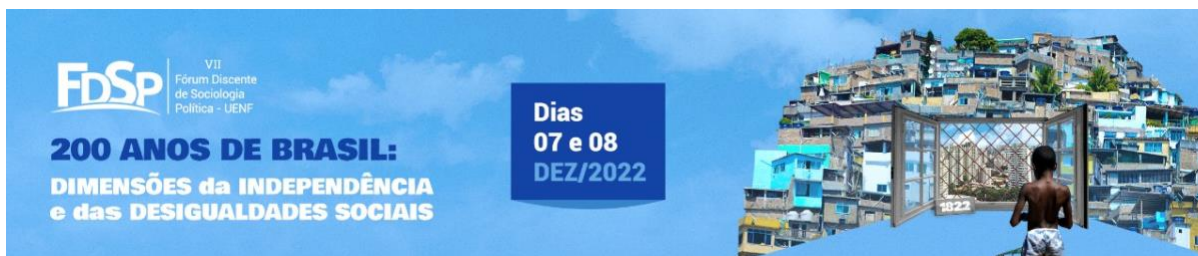 FDSP
VII
Fórum Discente
de Sociologia
Política - UENF
200 ANOS DE BRASIL:
DIMENSÕES da INDEPENDÊNCIA
e das DESIGUALDADES SOCIAIS
Dias
07 e 08
DEZ/2022
1822